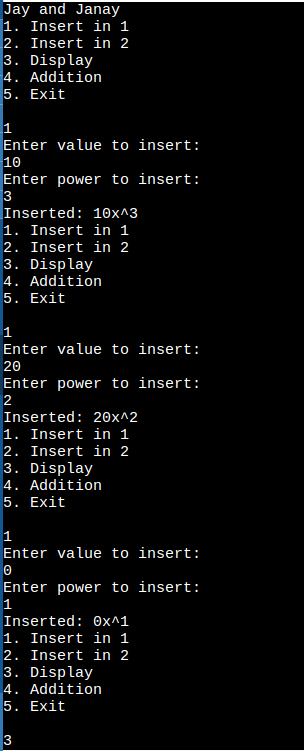 Jay and Janay
1. Insert in 1
2. Insert in 2
3. Display
4. Addition
5. Exit

1
Enter value to insert:
10
Enter power to insert:
3
Inserted: 10x^3
1. Insert in 1
2. Insert in 2
3. Display
4. Addition
5. Exit

1
Enter value to insert:
20
Enter power to insert:
2
Inserted: 20x^2
1. Insert in 1
2. Insert in 2
3. Display
4. Addition
5. Exit

1
Enter value to insert:
0
Enter power to insert:
1
Inserted: 0x^1
1. Insert in 1
2. Insert in 2
3. Display
4. Addition
5. Exit

3